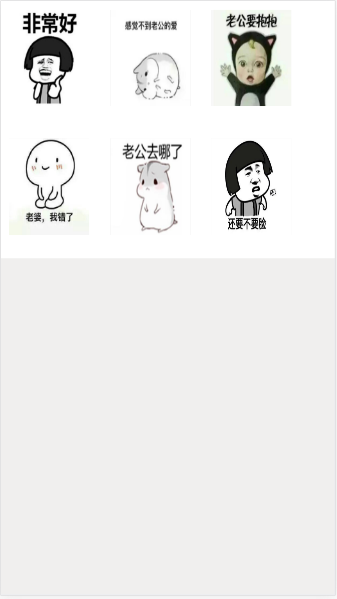 非常好
感觉不到老公的爱
老公要抱抱
老婆，我错了
老公去哪了
还要不要脸